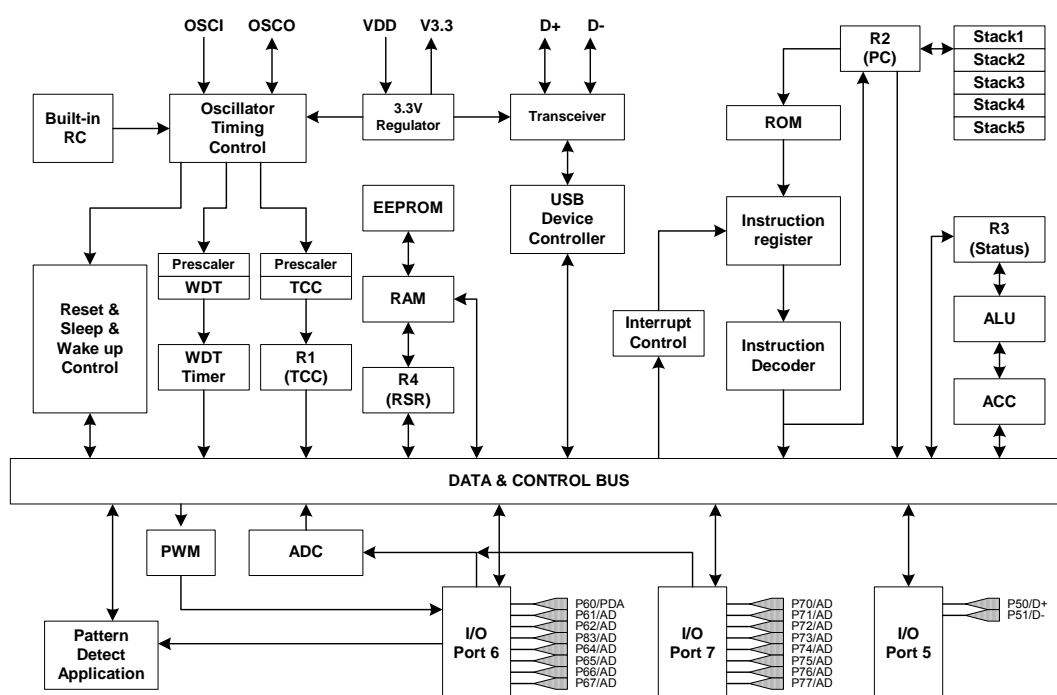 OSCI OSCO VDD V3.3 D+ D-
R2
(PC)
Stack1
Stack2
Stack3
Stack4
Stack5
Built-in
RC
Oscillator
Timing
Control
3.3V
Regulator
Transceiver
ROM
EEPROM
USB
Device
Controller
Instruction
register
R3
(Status)
Prescaler
WDT
Prescaler
TCC
RAM
Reset &
Sleep &
Wake up
Control
Interrupt
Control
ALU
WDT
Timer
R1
(TCC)
R4
(RSR)
Instruction
Decoder
ACC
DATA & CONTROL BUS
PWM
ADC
Pattern
Detect
Application
I/O
Port 6
P60/PDA
P61/AD
P62/AD
P83/AD
P64/AD
P65/AD
P66/AD
P67/AD
I/O
Port 7
P70/AD
P71/AD
P72/AD
P73/AD
P74/AD
P75/AD
P76/AD
P77/AD
I/O
Port 5
P50/D+
P51/D-